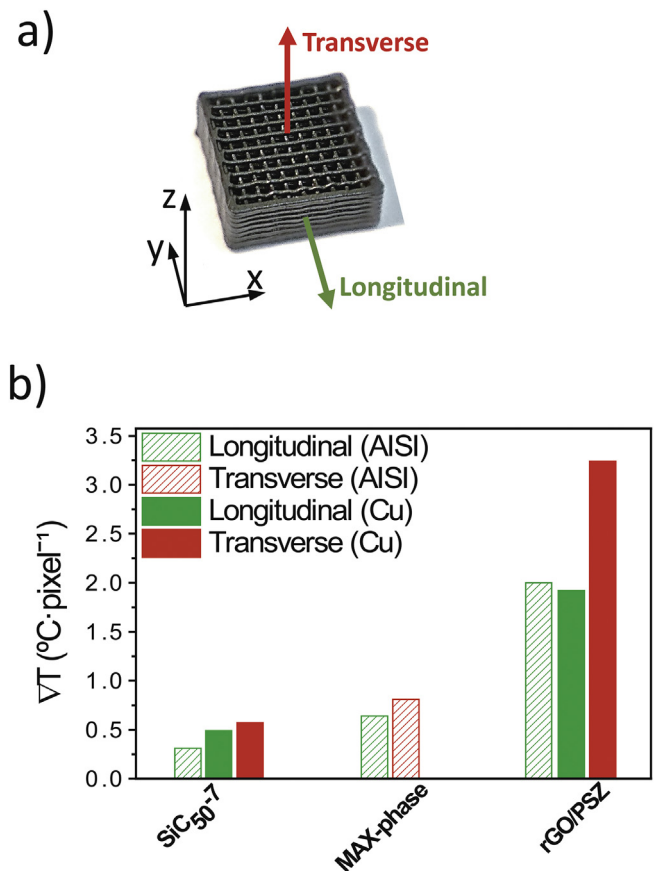 a)
Transverse
z
y
x
Longitudinal
b)
3.5
3.0
2.5
2.0
1.5
1.0
0.5
0.0
∇T (ºC·pixel⁻¹)
Longitudinal (AISI)
Transverse (AISI)
Longitudinal (Cu)
Transverse (Cu)
SiC₅₀-7
MAX-phase
rGO/PSZ